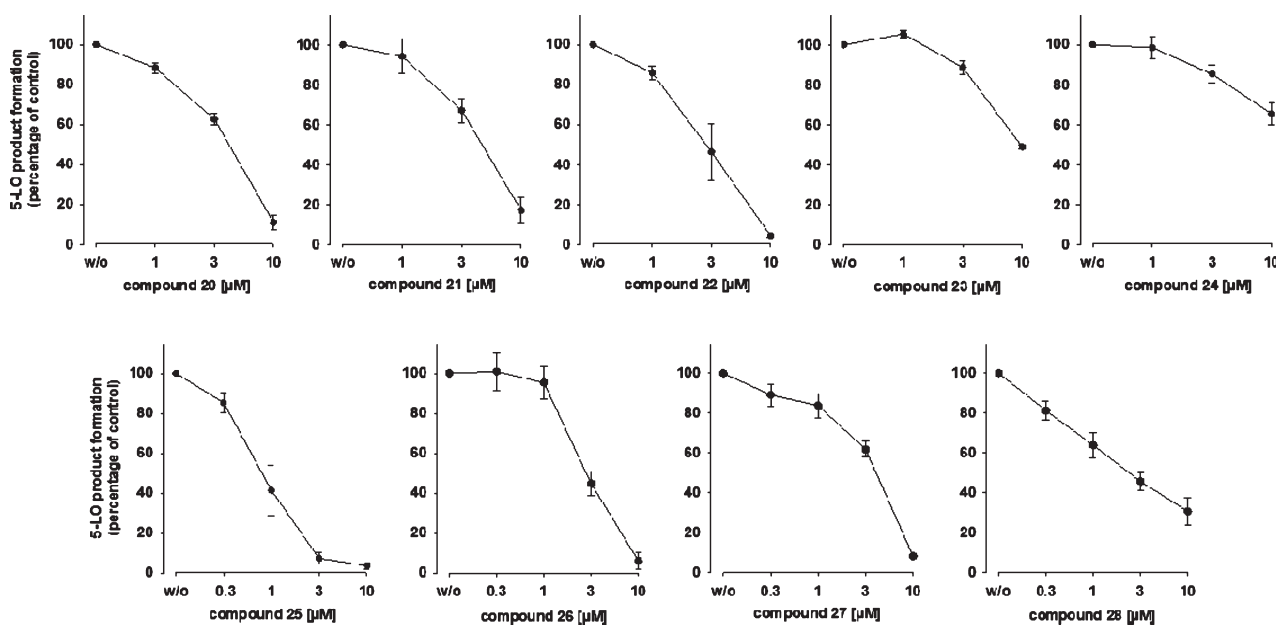 5-LO product formation
(percentage of control)
100 80 60 40 20 0
w/o 1 3 10
compound 20 [µM]
100 80 60 40 20 0
w/o 1 3 10
compound 21 [µM]
100 80 60 40 20 0
w/o 1 3 10
compound 22 [µM]
100 80 60 40 20 0
w/o 1 3 10
compound 23 [µM]
100 80 60 40 20 0
w/o 1 3 10
compound 24 [µM]
5-LO product formation
(percentage of control)
100 80 60 40 20 0
w/o 0.3 1 3 10
compound 25 [µM]
100 80 60 40 20 0
w/o 0.3 1 3 10
compound 26 [µM]
100 80 60 40 20 0
w/o 0.3 1 3 10
compound 27 [µM]
100 80 60 40 20 0
w/o 0.3 1 3 10
compound 28 [µM]